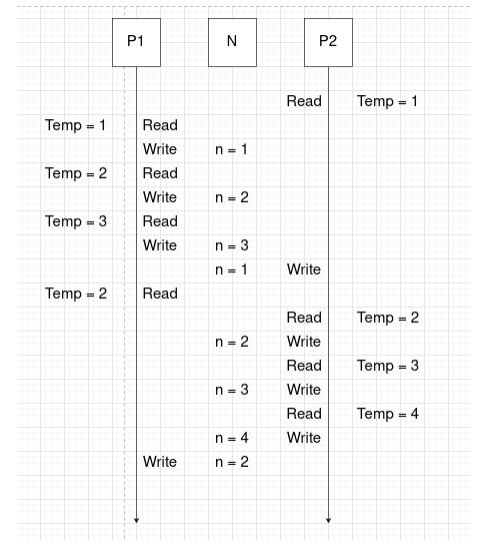 P1 N P2
Read Temp = 1
Temp = 1 Read
Write n = 1
Temp = 2 Read
Write n = 2
Temp = 3 Read
Write n = 3
n = 1 Write
Temp = 2 Read
Read Temp = 2
n = 2 Write
Read Temp = 3
n = 3 Write
Read Temp = 4
n = 4 Write
Write n = 2